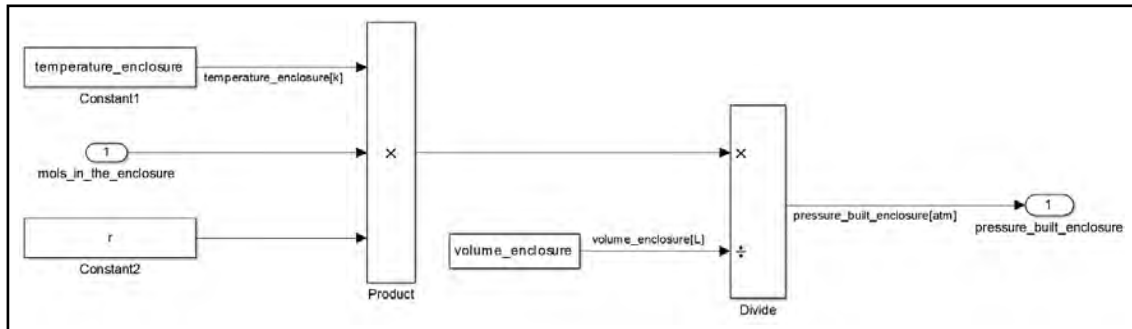 temperature_enclosure
temperature_enclosure[k]
Constant1
1
mols_in_the_enclosure
r
Constant2
×
Product
volume_enclosure
volume_enclosure[L]
×
÷
Divide
pressure_built_enclosure[atm]
1
pressure_built_enclosure